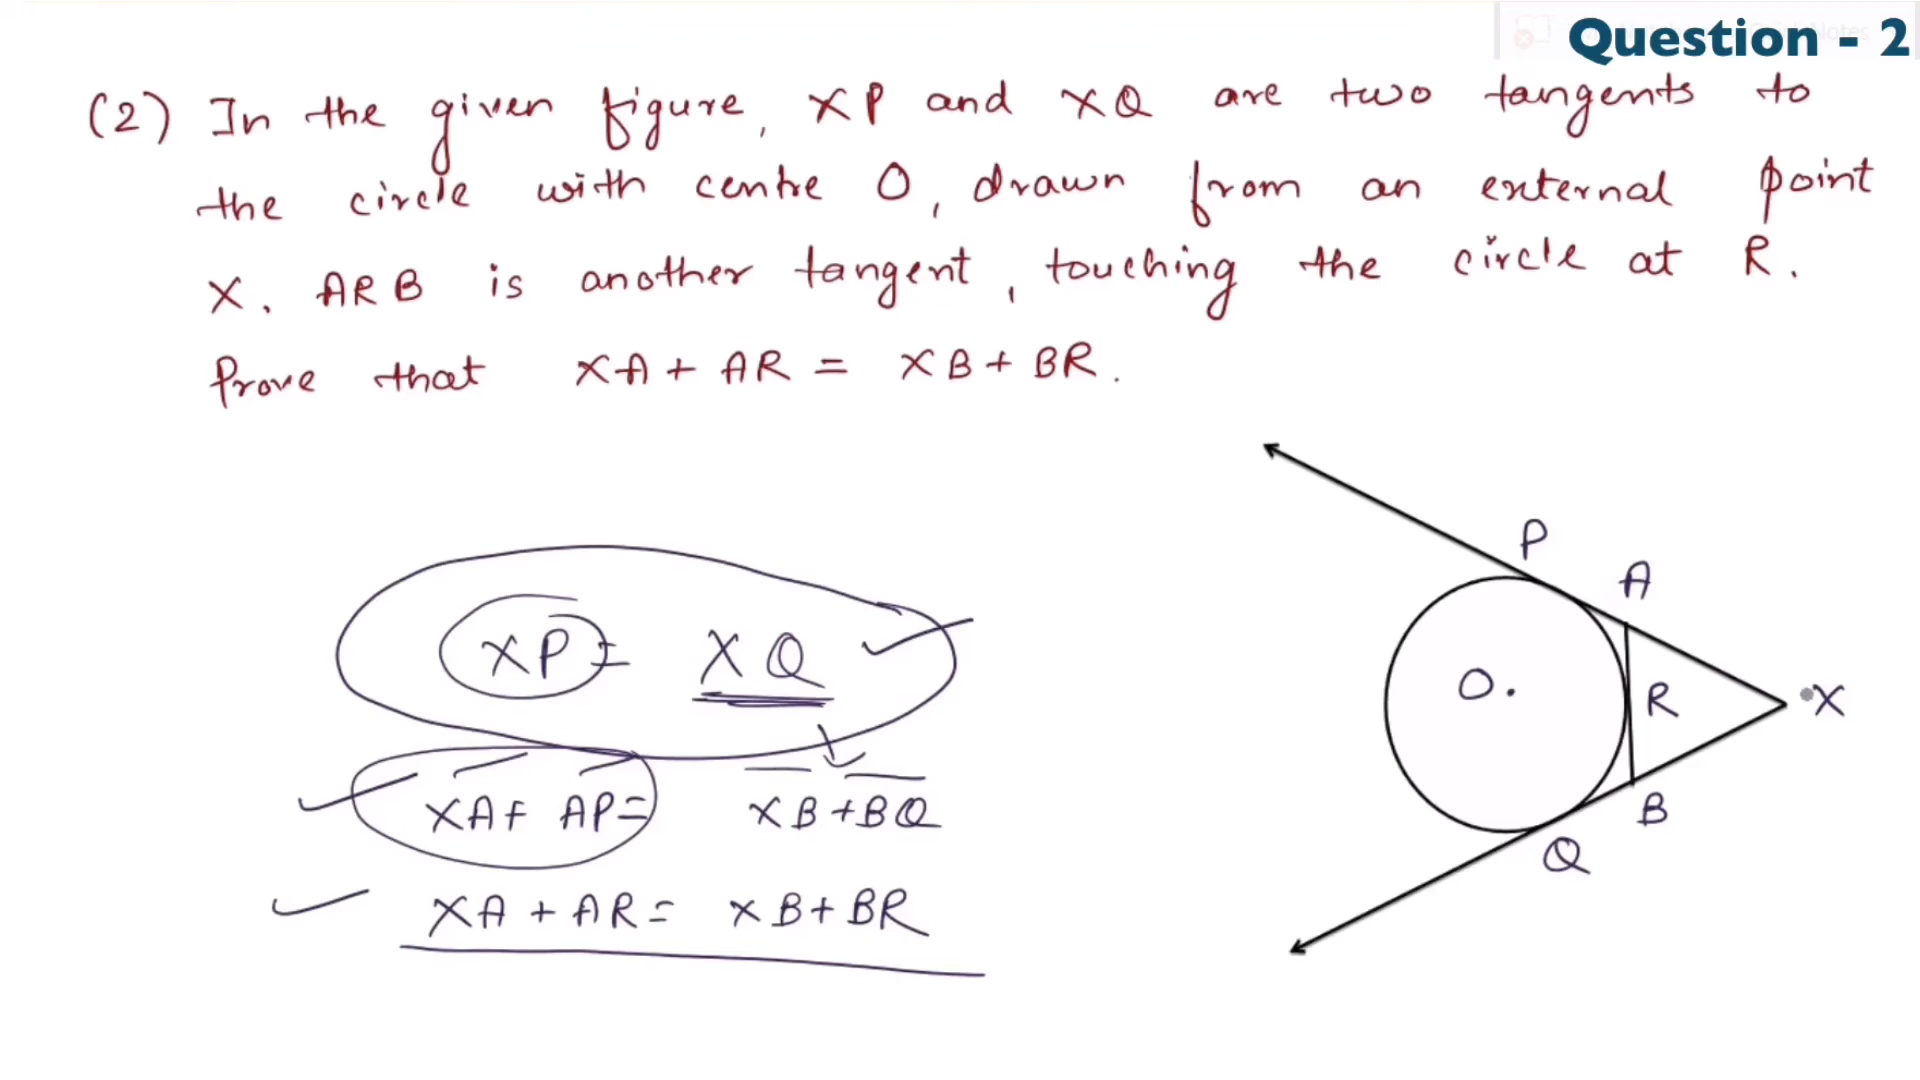 Question - 2
(2) In the given figure, XP and XQ are two tangents to
the circle with centre O, drawn from an external point
X. ARB is another tangent, touching the circle at R.
Prove that XA + AR = XB + BR.
P
A
XP = XQ
O.
R
X
XA + AP = XB + BQ
B
Q
XA + AR = XB + BR